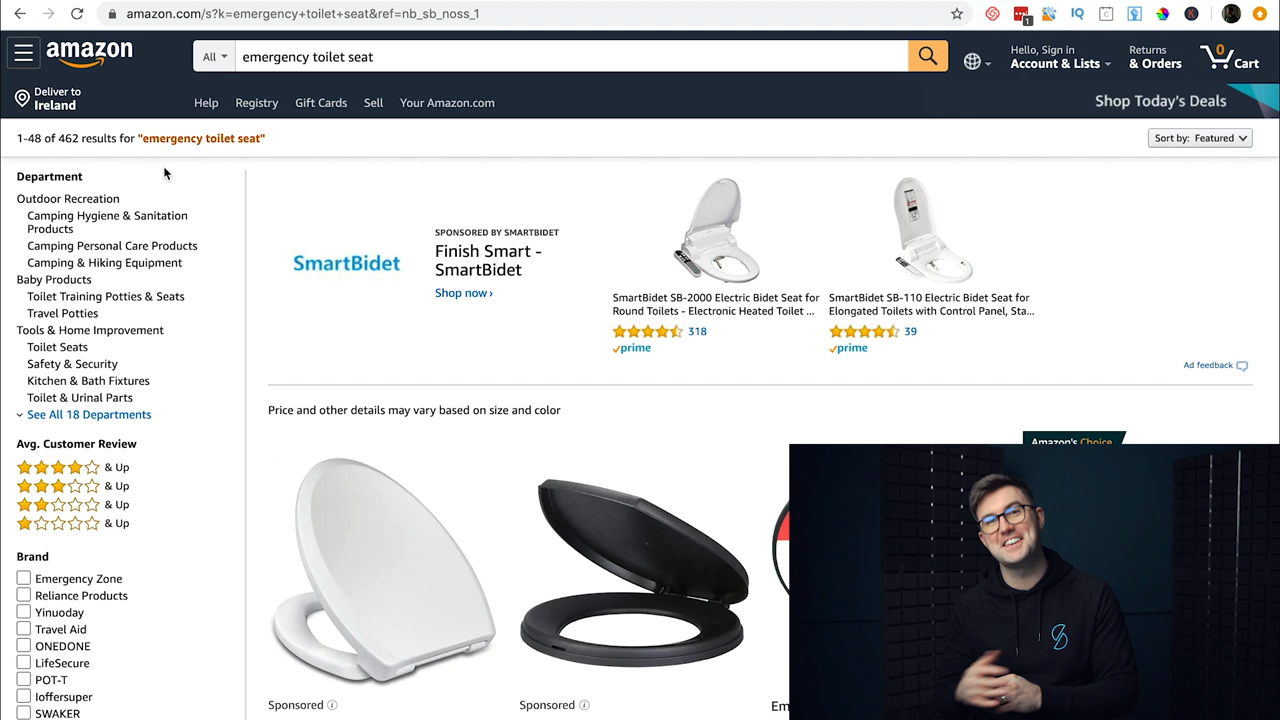 amazon.com/s?k=emergency+toilet+seat&ref=nb_sb_noss_1
1
IQ
C
K
amazon
All
emergency toilet seat
Hello, Sign in
Account & Lists
Returns
& Orders
0
Cart
Deliver to
Ireland
Help
Registry
Gift Cards
Sell
Your Amazon.com
Shop Today's Deals
1-48 of 462 results for "emergency toilet seat"
Sort by: Featured
Department
Outdoor Recreation
Camping Hygiene & Sanitation
Products
Camping Personal Care Products
Camping & Hiking Equipment
Baby Products
Toilet Training Potties & Seats
Travel Potties
Tools & Home Improvement
Toilet Seats
Safety & Security
Kitchen & Bath Fixtures
Toilet & Urinal Parts
See All 18 Departments
Avg. Customer Review
& Up
& Up
& Up
& Up
Brand
Emergency Zone
Reliance Products
Yinuoday
Travel Aid
ONEDONE
LifeSecure
POT-T
Ioffersuper
SWAKER
SmartBidet
SPONSORED BY SMARTBIDET
Finish Smart -
SmartBidet
Shop now ›
SmartBidet SB-2000 Electric Bidet Seat for
Round Toilets - Electronic Heated Toilet ...
318
prime
SmartBidet SB-110 Electric Bidet Seat for
Elongated Toilets with Control Panel, Sta...
39
prime
Ad feedback
Price and other details may vary based on size and color
Amazon's Choice
Sponsored
Sponsored
Em